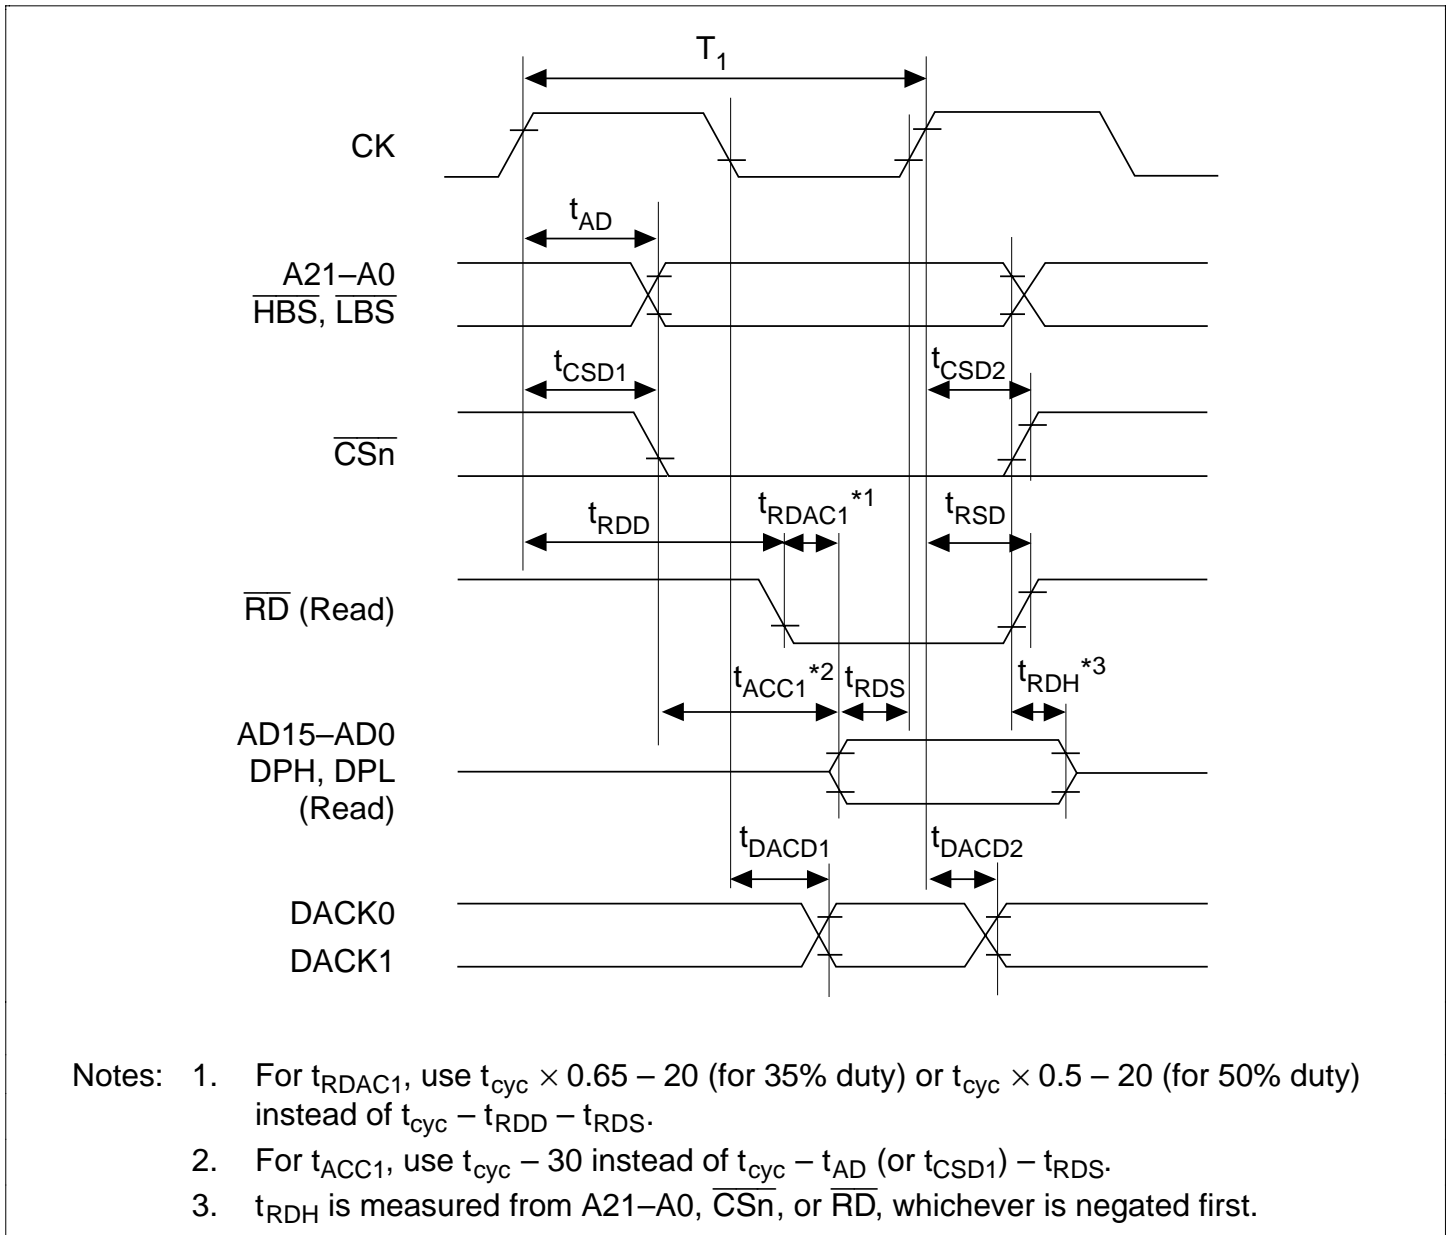 T1
CK
tAD
A21–A0
HBS, LBS
tCSD1
tCSD2
CSn
tRDD
tRDAC1*1
tRSD
RD (Read)
tACC1*2
tRDS
tRDH*3
AD15–AD0
DPH, DPL
(Read)
tDACD1
tDACD2
DACK0
DACK1
Notes: 1. For tRDAC1, use tcyc × 0.65 – 20 (for 35% duty) or tcyc × 0.5 – 20 (for 50% duty)
instead of tcyc – tRDD – tRDS.
2. For tACC1, use tcyc – 30 instead of tcyc – tAD (or tCSD1) – tRDS.
3. tRDH is measured from A21–A0, CSn, or RD, whichever is negated first.